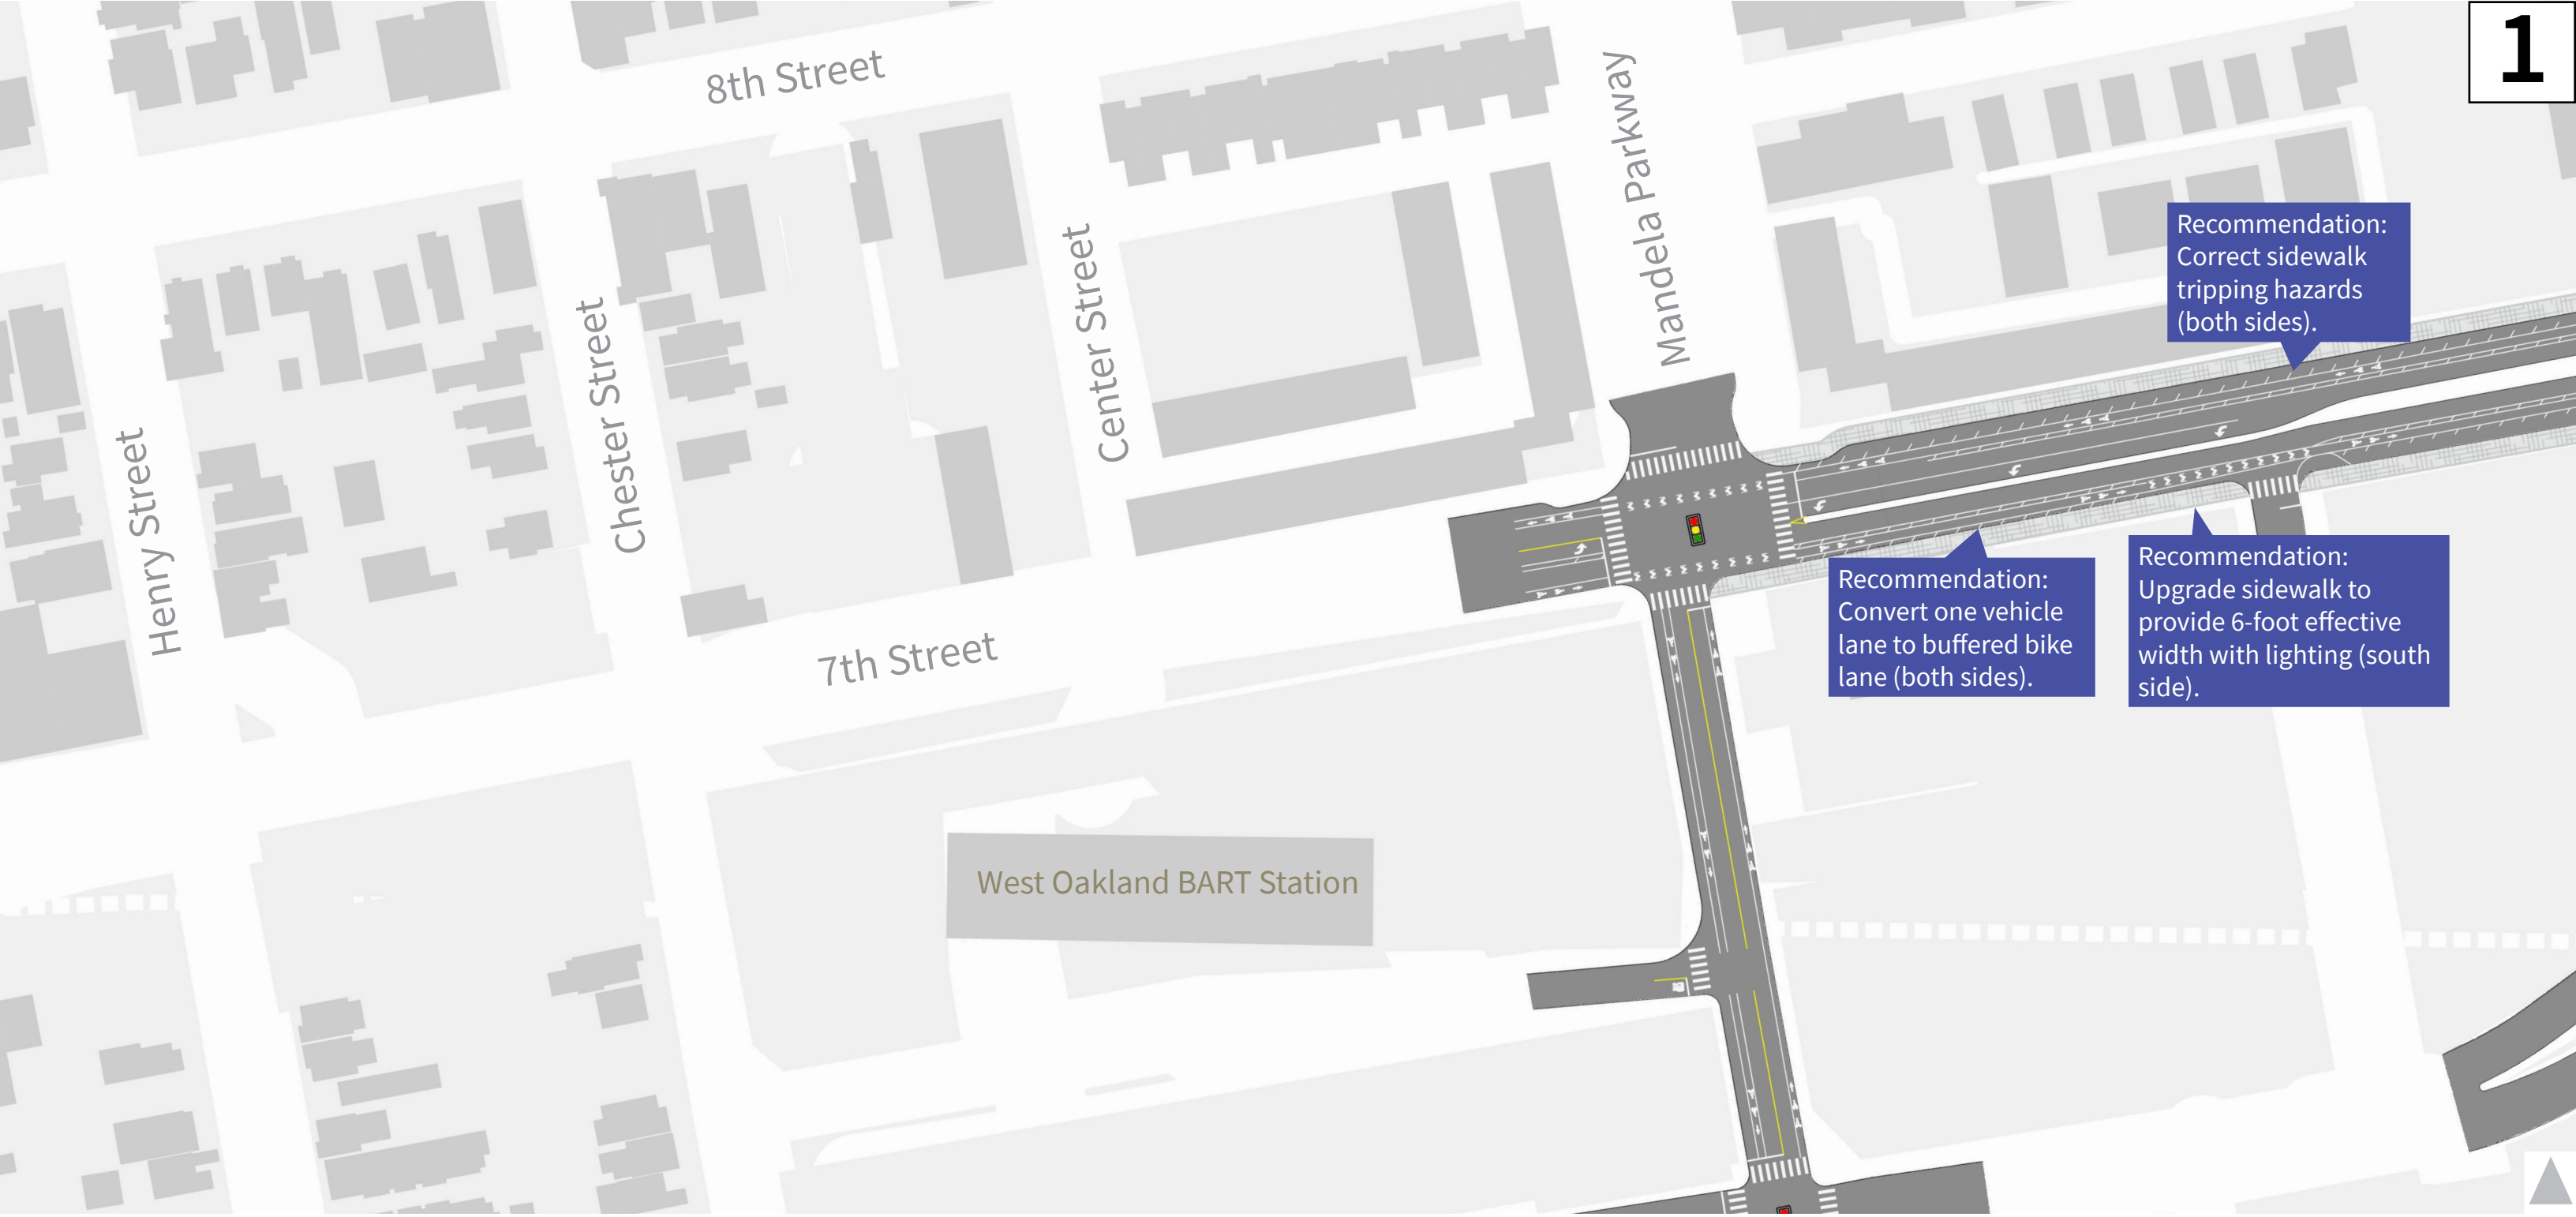 1
8th Street
Mandela Parkway
Recommendation:
Correct sidewalk
tripping hazards
(both sides).
Center Street
Chester Street
Henry Street
Recommendation:
Convert one vehicle
lane to buffered bike
lane (both sides).
Recommendation:
Upgrade sidewalk to
provide 6-foot effective
width with lighting (south
side).
7th Street
West Oakland BART Station